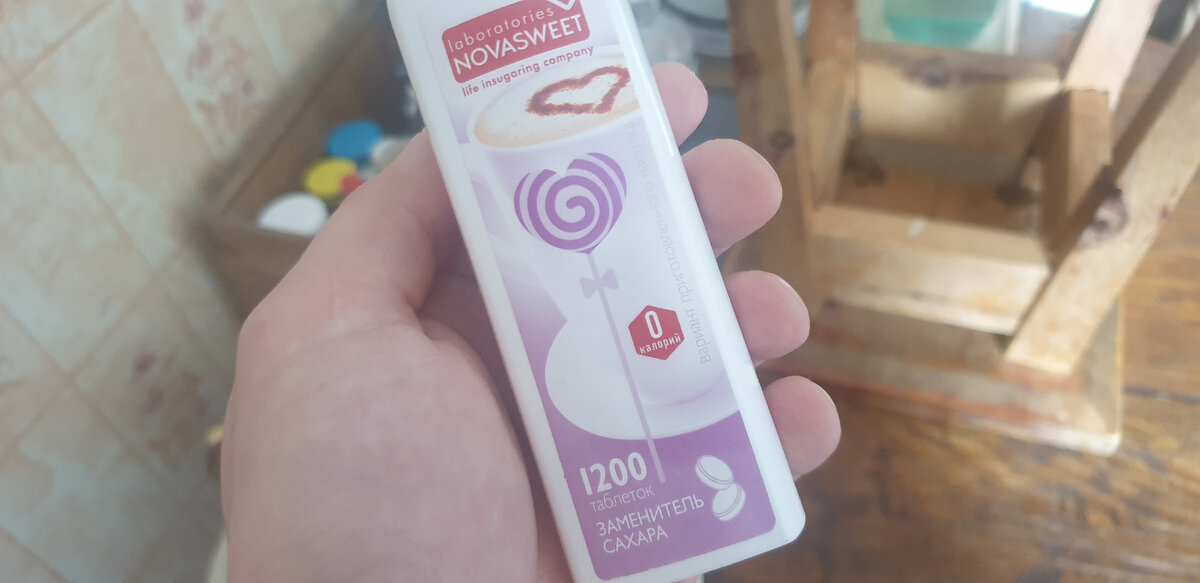 laboratories
NOVASWEET
life insugaring company
вариант приготовленного напитка
0
калорий
1200
таблеток
ЗАМЕНИТЕЛЬ
САХАРА